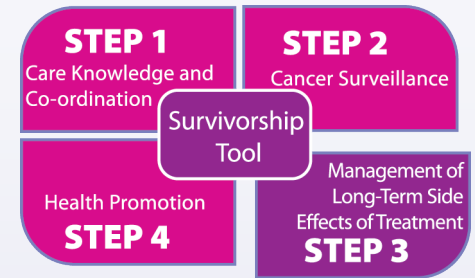 STEP 1
Care Knowledge and
Co-ordination
STEP 2
Cancer Surveillance
Survivorship
Tool
Health Promotion
STEP 4
Management of
Long-Term Side
Effects of Treatment
STEP 3